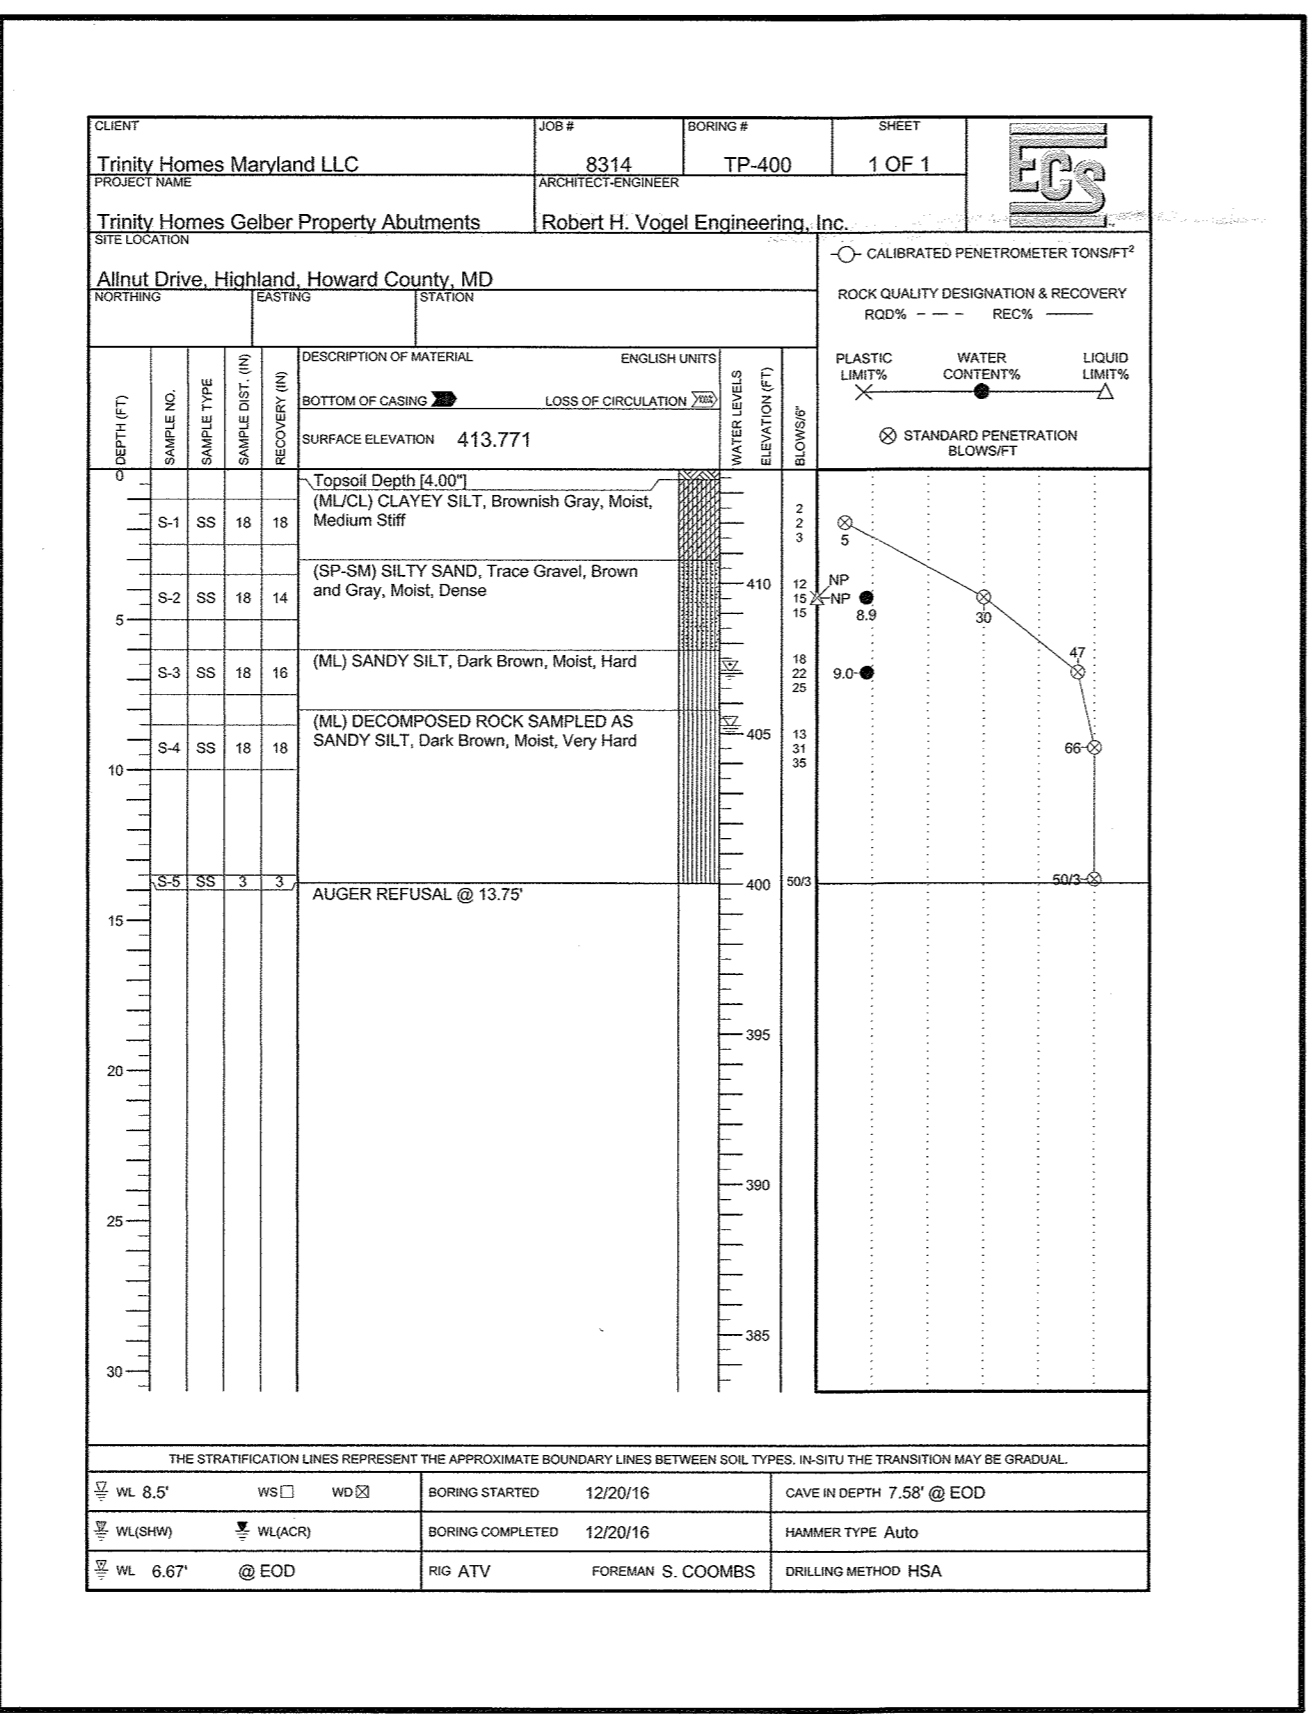 CLIENT
Trinity Homes Maryland LLC
JOB #
8314
BORING #
TP-400
SHEET
1 OF 1
ECS
PROJECT NAME
Trinity Homes Gelber Property Abutments
ARCHITECT-ENGINEER
Robert H. Vogel Engineering, Inc.
SITE LOCATION
Allnut Drive, Highland, Howard County, MD
NORTHING
EASTING
STATION
CALIBRATED PENETROMETER TONS/FT²
ROCK QUALITY DESIGNATION & RECOVERY
RQD% REC%
PLASTIC LIMIT%
WATER CONTENT%
LIQUID LIMIT%
STANDARD PENETRATION
BLOWS/FT
DEPTH (FT)
SAMPLE NO.
SAMPLE TYPE
SAMPLE DIST. (IN)
RECOVERY (IN)
DESCRIPTION OF MATERIAL ENGLISH UNITS
BOTTOM OF CASING LOSS OF CIRCULATION
SURFACE ELEVATION 413.771
WATER LEVELS
ELEVATION (FT)
BLOWS/6"
0
Topsoil Depth [4.00"]
(ML/CL) CLAYEY SILT, Brownish Gray, Moist,
Medium Stiff
S-1 SS 18 18
2
2
3
5
(SP-SM) SILTY SAND, Trace Gravel, Brown
and Gray, Moist, Dense
S-2 SS 18 14
410
12
15
15
NP
NP
8.9
30
5
(ML) SANDY SILT, Dark Brown, Moist, Hard
S-3 SS 18 16
18
22
25
9.0
47
(ML) DECOMPOSED ROCK SAMPLED AS
SANDY SILT, Dark Brown, Moist, Very Hard
S-4 SS 18 18
405
13
31
35
66
10
S-5 SS 3 3
AUGER REFUSAL @ 13.75'
400
50/3
50/3
15
395
20
390
25
385
30
THE STRATIFICATION LINES REPRESENT THE APPROXIMATE BOUNDARY LINES BETWEEN SOIL TYPES. IN-SITU THE TRANSITION MAY BE GRADUAL.
WL 8.5' WS WD
BORING STARTED 12/20/16
CAVE IN DEPTH 7.58' @ EOD
WL(SHW) WL(ACR)
BORING COMPLETED 12/20/16
HAMMER TYPE Auto
WL 6.67' @ EOD
RIG ATV FOREMAN S. COOMBS
DRILLING METHOD HSA